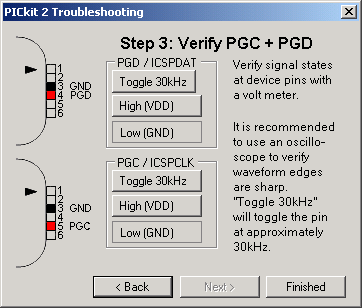 PICkit 2 Troubleshooting
Step 3: Verify PGC + PGD
1
2
3 GND
4 PGD
5
6
PGD / ICSPDAT
Toggle 30kHz
High (VDD)
Low (GND)
1
2
3 GND
4
5 PGC
6
PGC / ICSPCLK
Toggle 30kHz
High (VDD)
Low (GND)
Verify signal states
at device pins with
a volt meter.
It is recommended
to use an oscillo-
scope to verify
waveform edges
are sharp.
"Toggle 30kHz"
will toggle the pin
at approximately
30kHz.
< Back
Next >
Finished